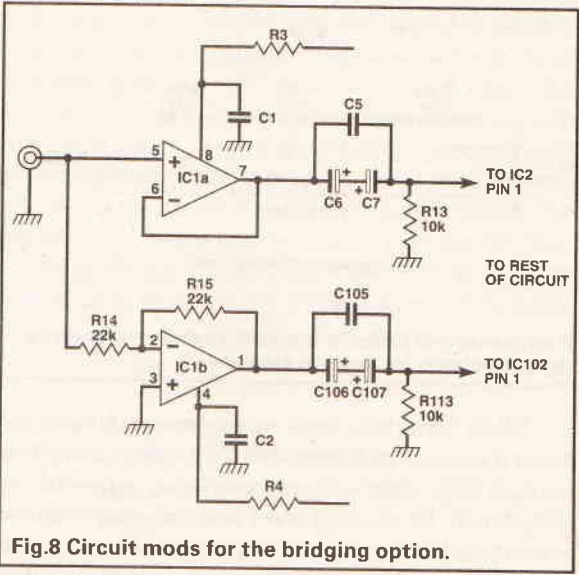 R3
C1
C5
5
+
8
7
IC1a
6
−
+
+
C6
C7
TO IC2
PIN 1
R13
10k
TO REST
OF CIRCUIT
R15
22k
R14
22k
C105
2
−
1
IC1b
3
+
4
+
+
C106
C107
TO IC102
PIN 1
R113
10k
C2
R4
Fig.8 Circuit mods for the bridging option.